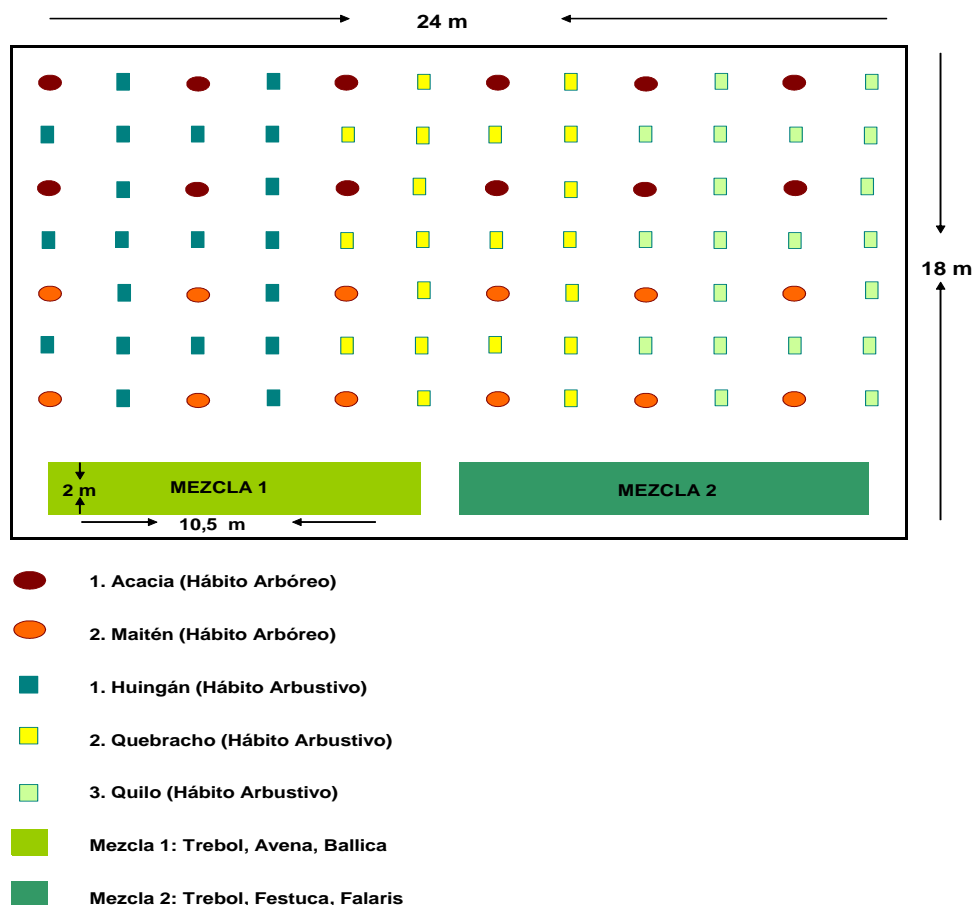 24 m
18 m
MEZCLA 1
2 m
10,5 m
MEZCLA 2
1. Acacia (Hábito Arbóreo)
2. Maitén (Hábito Arbóreo)
1. Huingán (Hábito Arbustivo)
2. Quebracho (Hábito Arbustivo)
3. Quilo (Hábito Arbustivo)
Mezcla 1: Trebol, Avena, Ballica
Mezcla 2: Trebol, Festuca, Falaris